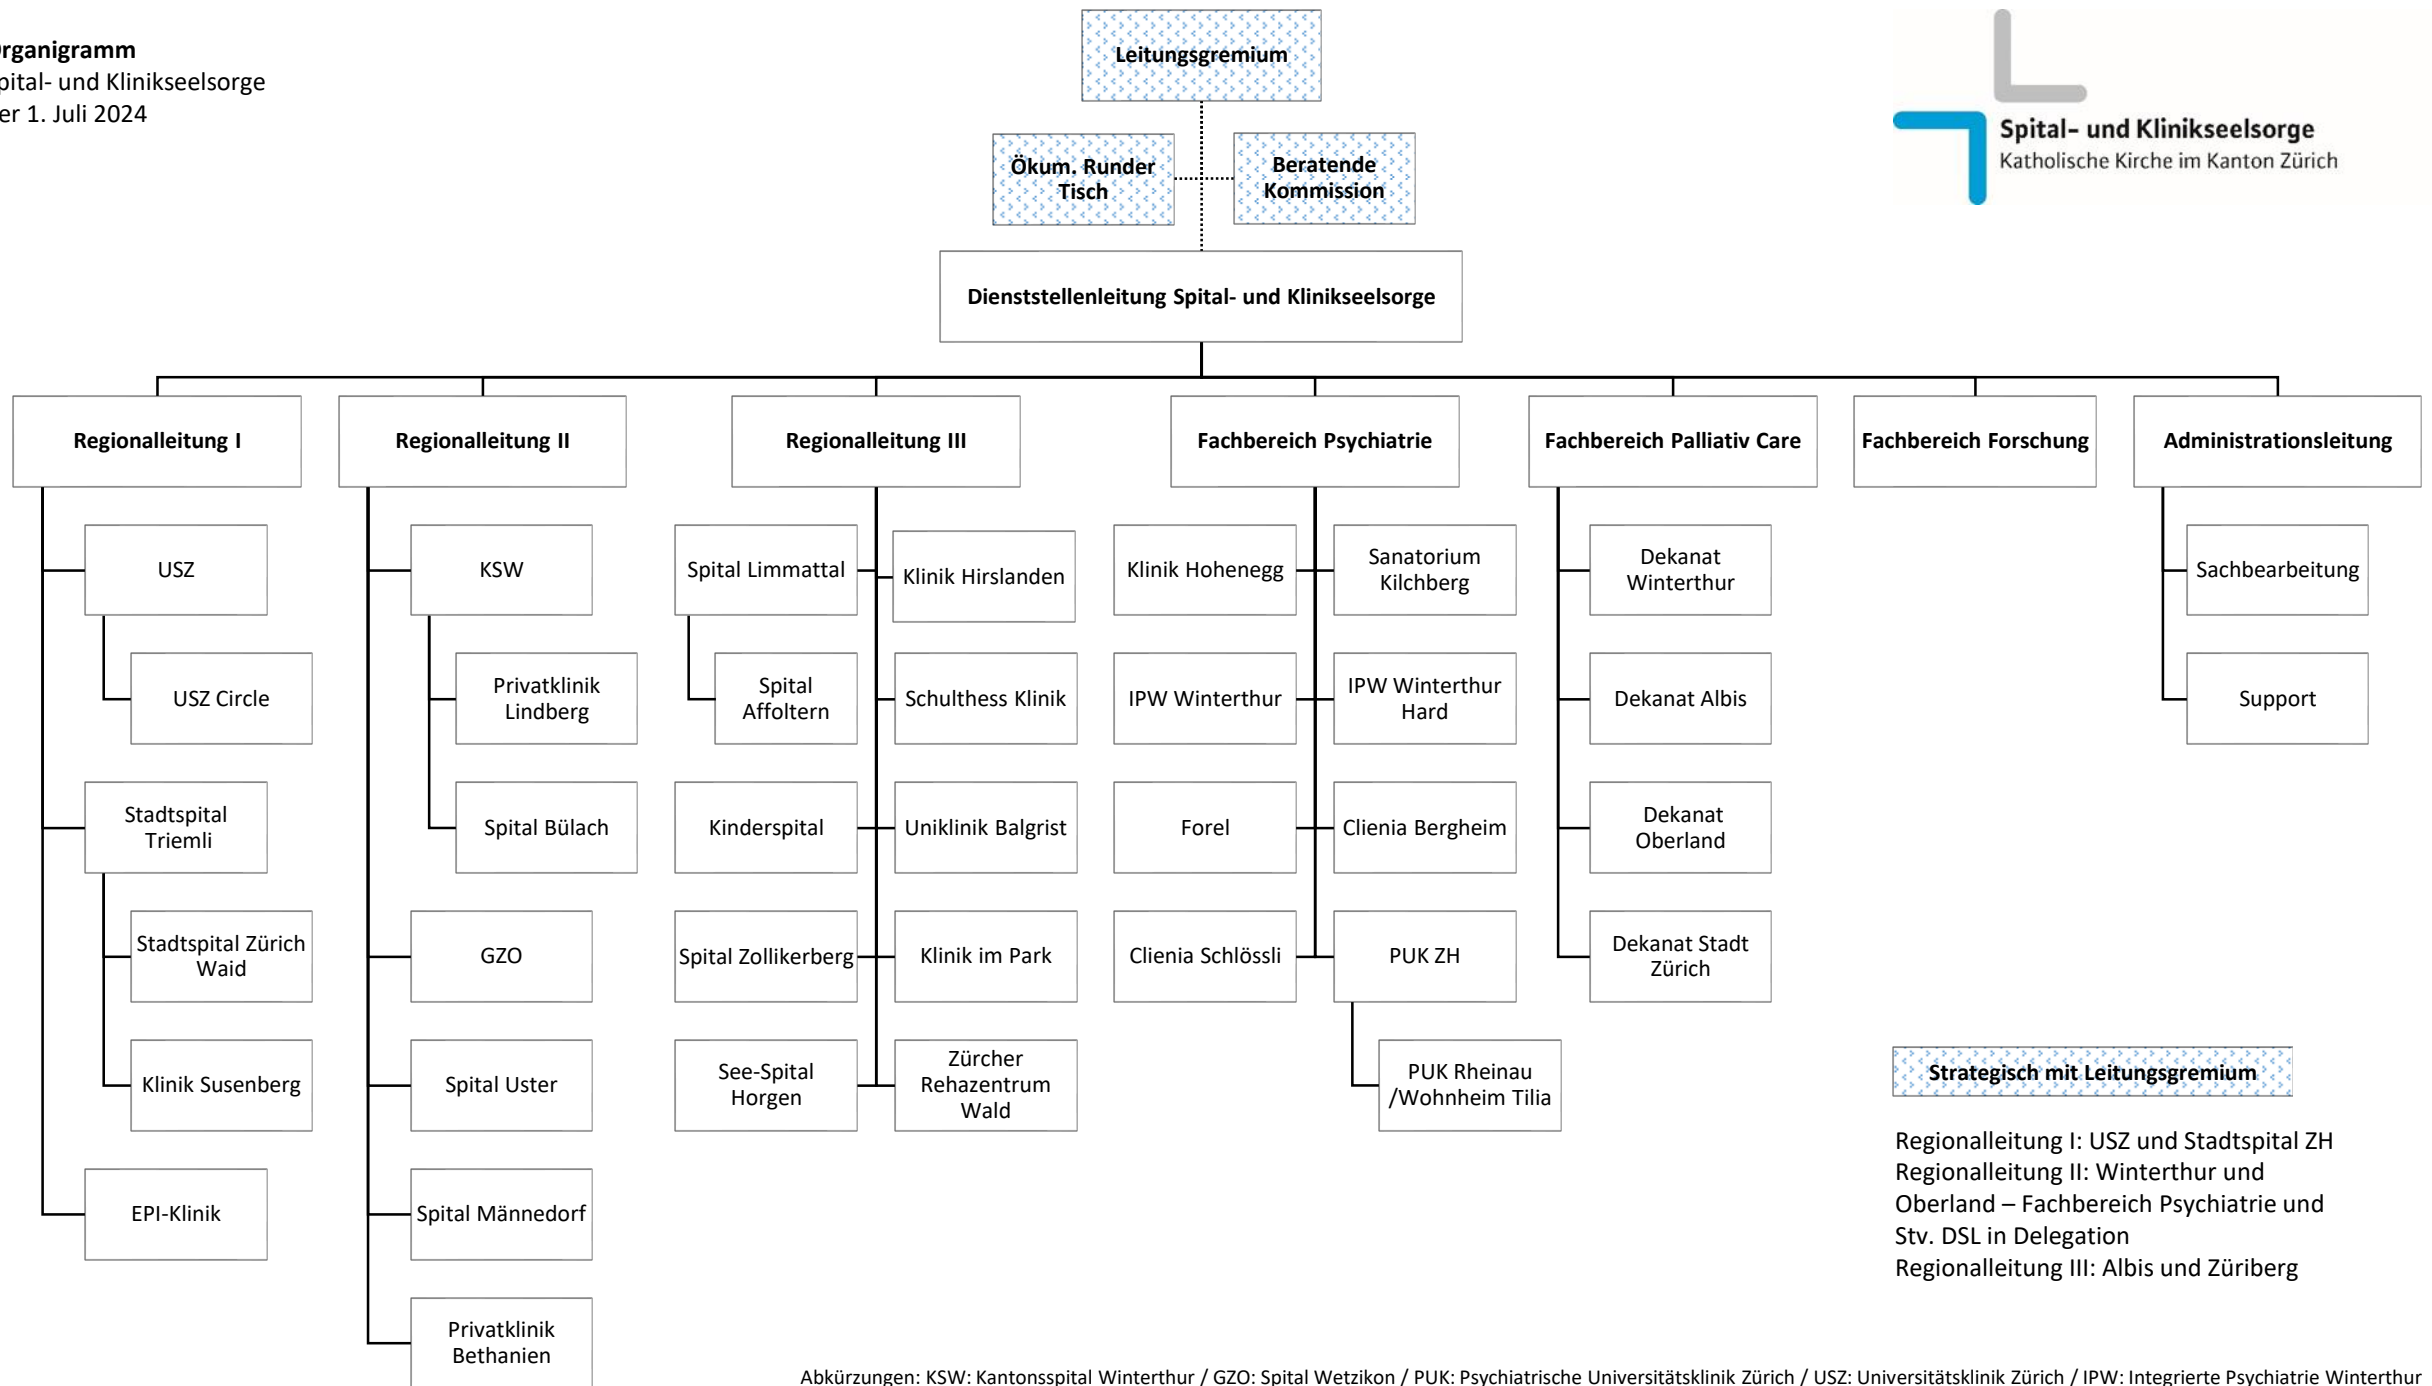 Organigramm
Spital- und Klinikseelsorge
per 1. Juli 2024
Leitungsgremium
Spital- und Klinikseelsorge
Katholische Kirche im Kanton Zürich
Ökum. Runder
Tisch
Beratende
Kommission
Dienststellenleitung Spital- und Klinikseelsorge
Regionalleitung I
Regionalleitung II
Regionalleitung III
Fachbereich Psychiatrie
Fachbereich Palliativ Care
Fachbereich Forschung
Administrationsleitung
USZ
USZ Circle
Stadtspital
Triemli
Stadtspital Zürich
Waid
Klinik Susenberg
EPI-Klinik
KSW
Privatklinik
Lindberg
Spital Bülach
GZO
Spital Uster
Spital Männedorf
Privatklinik
Bethanien
Spital Limmattal
Spital
Affoltern
Kinderspital
Spital Zollikerberg
See-Spital
Horgen
Klinik Hirslanden
Schulthess Klinik
Uniklinik Balgrist
Klinik im Park
Zürcher
Rehazentrum
Wald
Klinik Hohenegg
IPW Winterthur
Forel
Clienia Schlössli
Sanatorium
Kilchberg
IPW Winterthur
Hard
Clienia Bergheim
PUK ZH
PUK Rheinau
/Wohnheim Tilia
Dekanat
Winterthur
Dekanat Albis
Dekanat
Oberland
Dekanat Stadt
Zürich
Sachbearbeitung
Support
Strategisch mit Leitungsgremium
Regionalleitung I: USZ und Stadtspital ZH
Regionalleitung II: Winterthur und
Oberland – Fachbereich Psychiatrie und
Stv. DSL in Delegation
Regionalleitung III: Albis und Züriberg
Abkürzungen: KSW: Kantonsspital Winterthur / GZO: Spital Wetzikon / PUK: Psychiatrische Universitätsklinik Zürich / USZ: Universitätsklinik Zürich / IPW: Integrierte Psychiatrie Winterthur